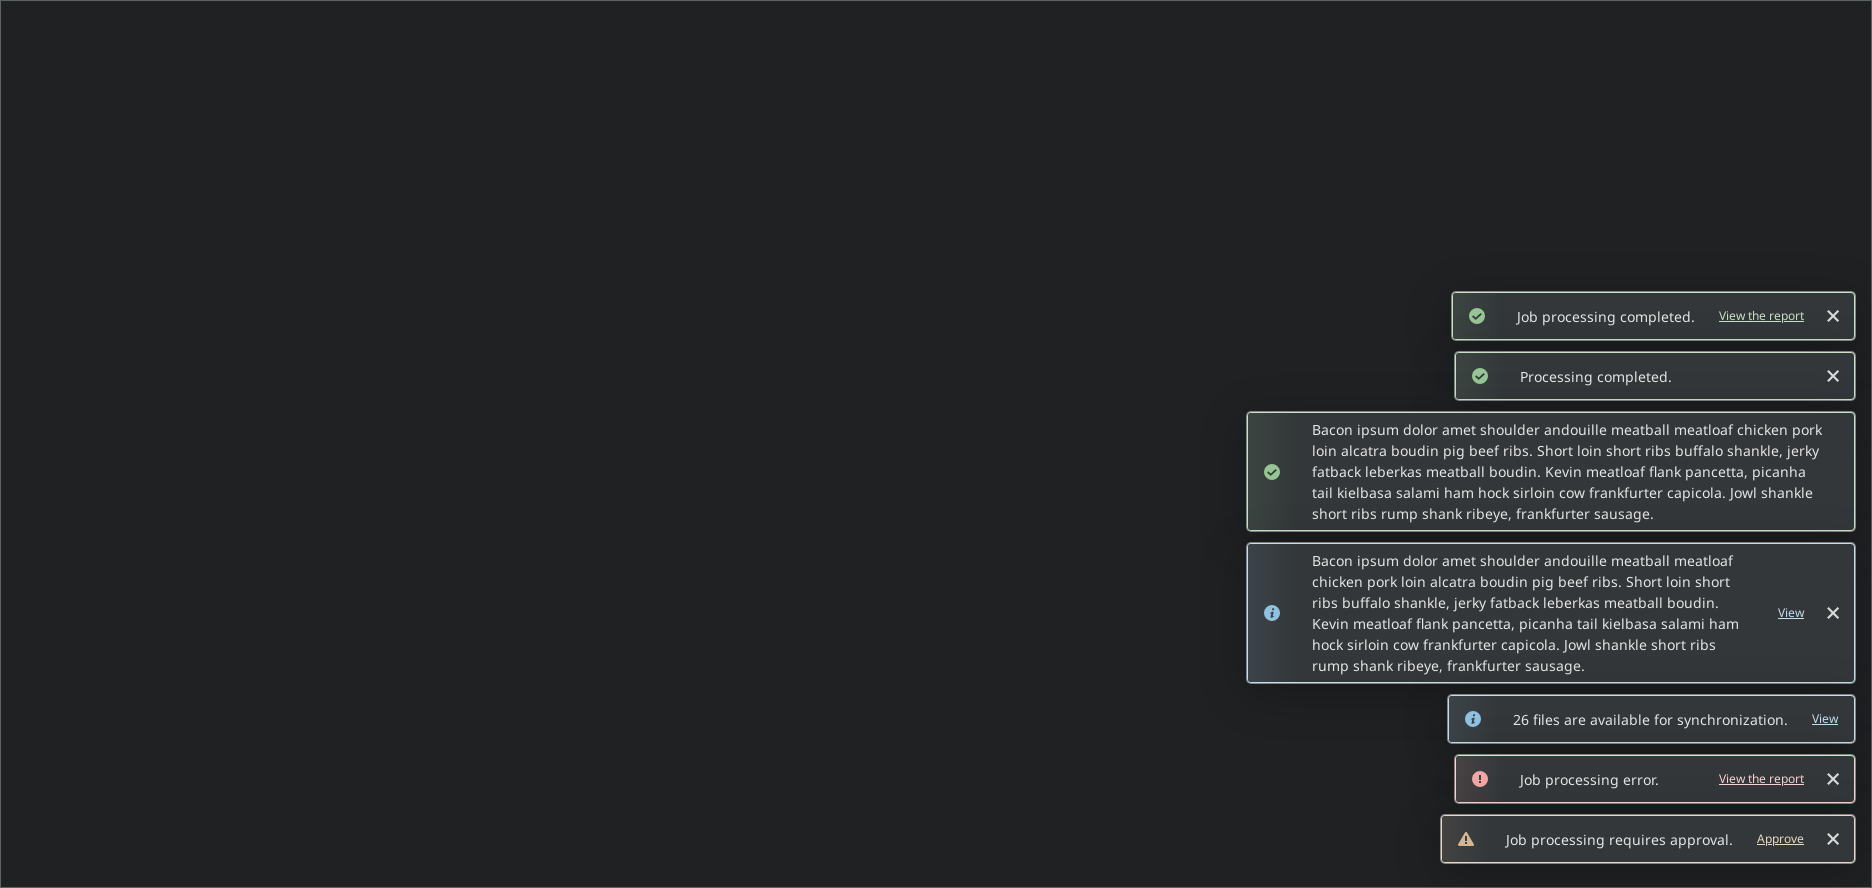 Job processing completed. View the report
Processing completed.
Bacon ipsum dolor amet shoulder andouille meatball meatloaf chicken pork
loin alcatra boudin pig beef ribs. Short loin short ribs buffalo shankle, jerky
fatback leberkas meatball boudin. Kevin meatloaf flank pancetta, picanha
tail kielbasa salami ham hock sirloin cow frankfurter capicola. Jowl shankle
short ribs rump shank ribeye, frankfurter sausage.
Bacon ipsum dolor amet shoulder andouille meatball meatloaf
chicken pork loin alcatra boudin pig beef ribs. Short loin short
ribs buffalo shankle, jerky fatback leberkas meatball boudin.
Kevin meatloaf flank pancetta, picanha tail kielbasa salami ham
hock sirloin cow frankfurter capicola. Jowl shankle short ribs
rump shank ribeye, frankfurter sausage.
View
26 files are available for synchronization. View
Job processing error. View the report
Job processing requires approval. Approve